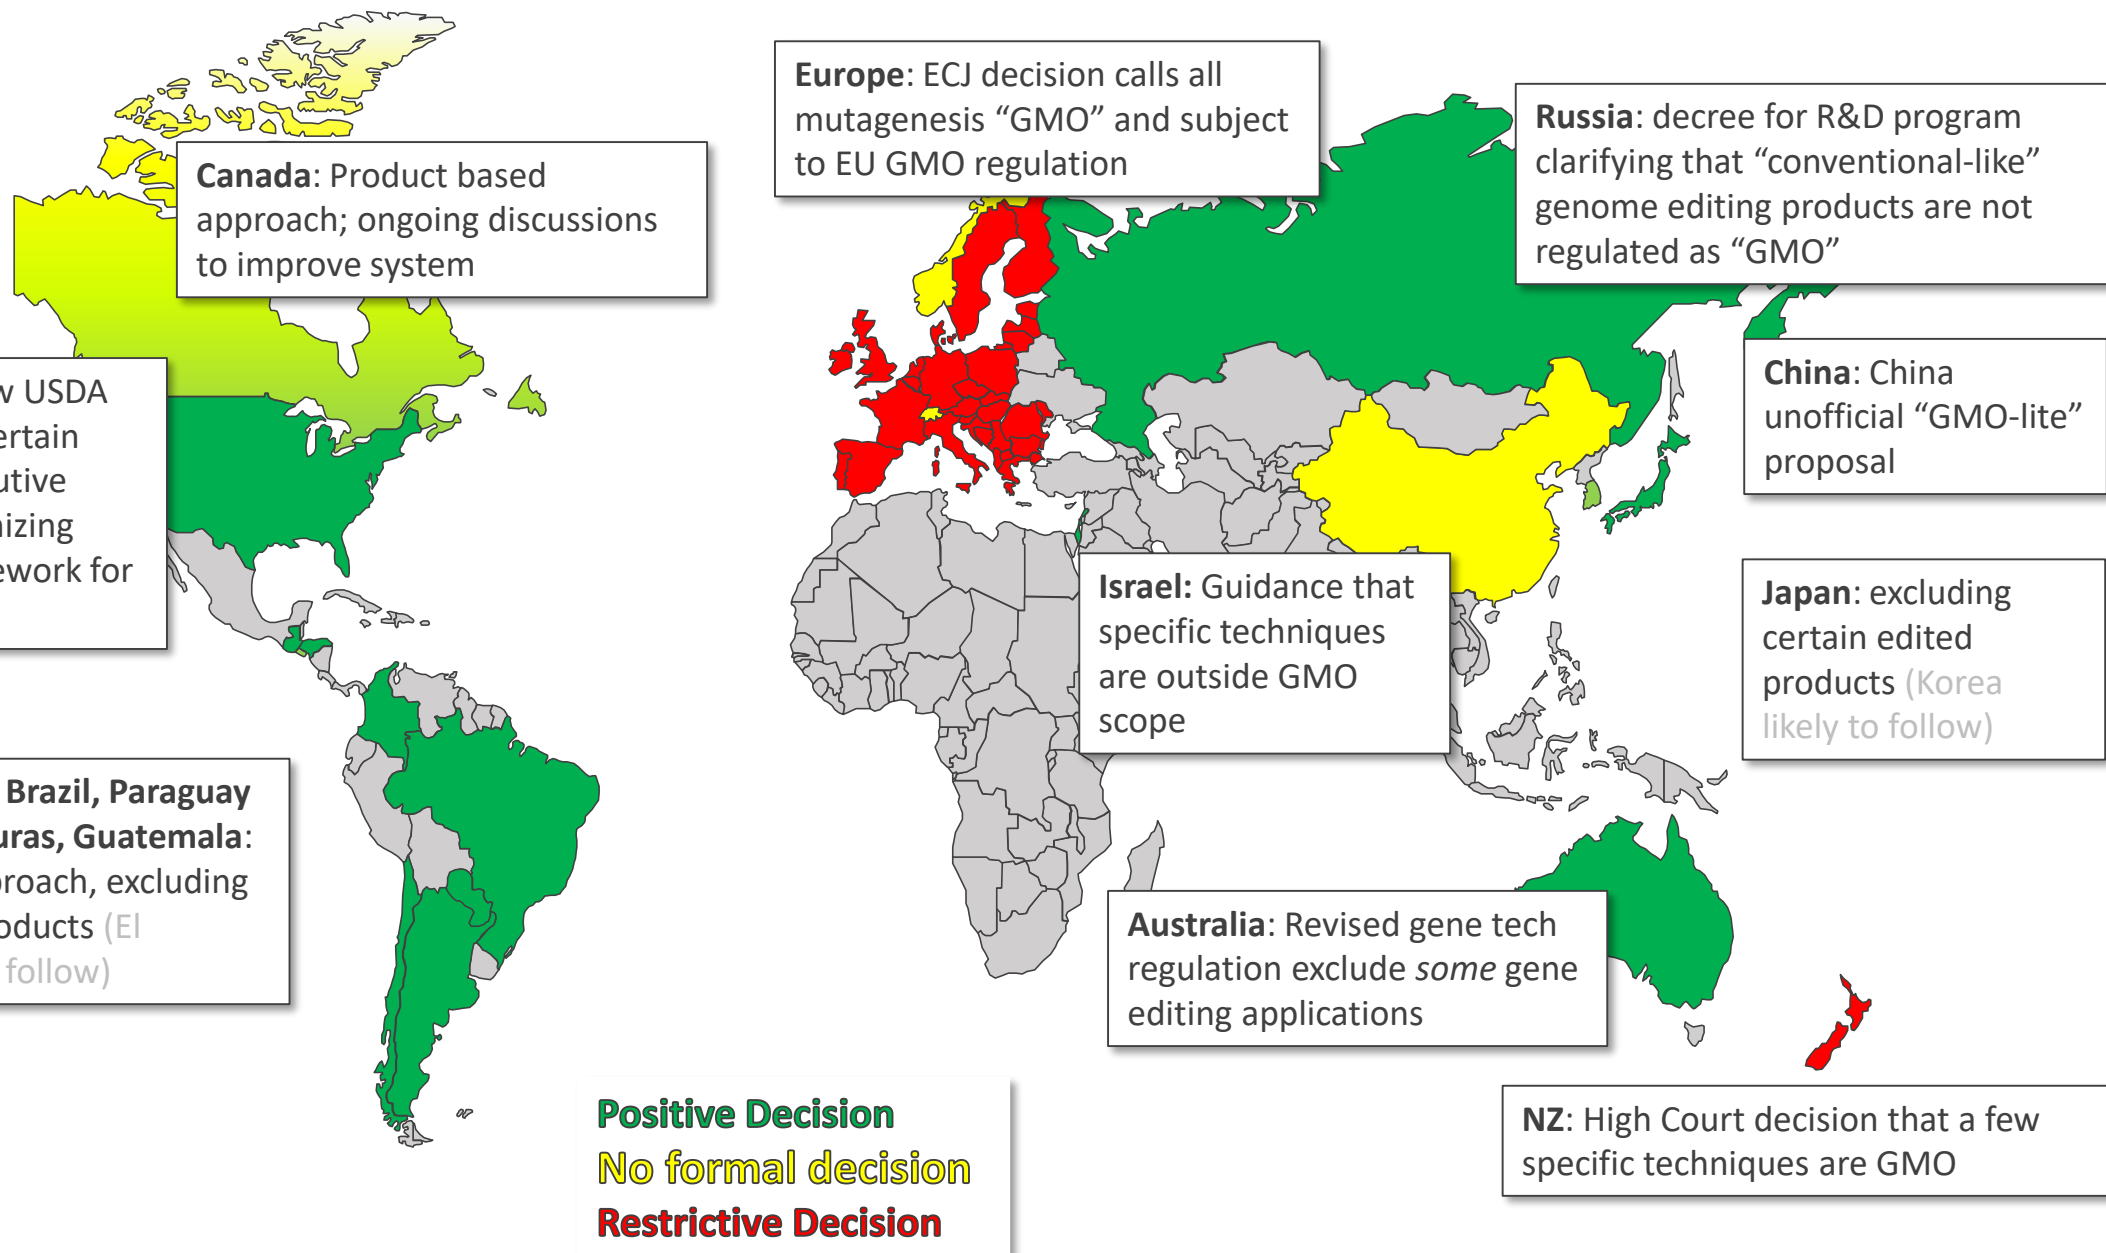 Europe: ECJ decision calls all
mutagenesis “GMO” and subject
to EU GMO regulation
Russia: decree for R&D program
clarifying that “conventional-like”
genome editing products are not
regulated as “GMO”
Canada: Product based
approach; ongoing discussions
to improve system
USDA
China: China
unofficial “GMO-lite”
proposal
Israel: Guidance that
specific techniques
are outside GMO
scope
Japan: excluding
certain edited
products (Korea
likely to follow)
Brazil, Paraguay
Guatemala:
excluding
(El
follow)
Australia: Revised gene tech
regulation exclude some gene
editing applications
NZ: High Court decision that a few
specific techniques are GMO
Positive Decision
No formal decision
Restrictive Decision